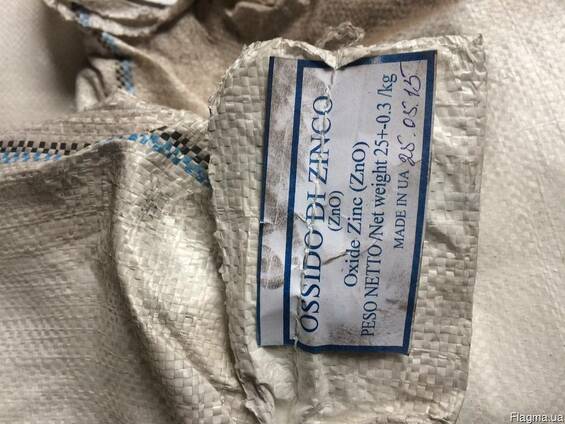 OSSIDO DI ZINCO
(ZnO)
Oxide Zinc (ZnO)
PESO NETTO /Net weight 25+-0.3 /kg
MADE IN UA 25.05.15
Flagma.ua